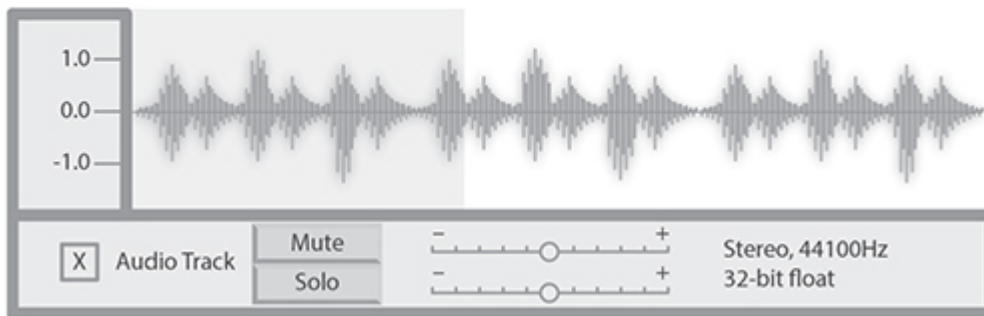 1.0
0.0
-1.0
X Audio Track
Mute
Solo
- +
- +
Stereo, 44100Hz
32-bit float